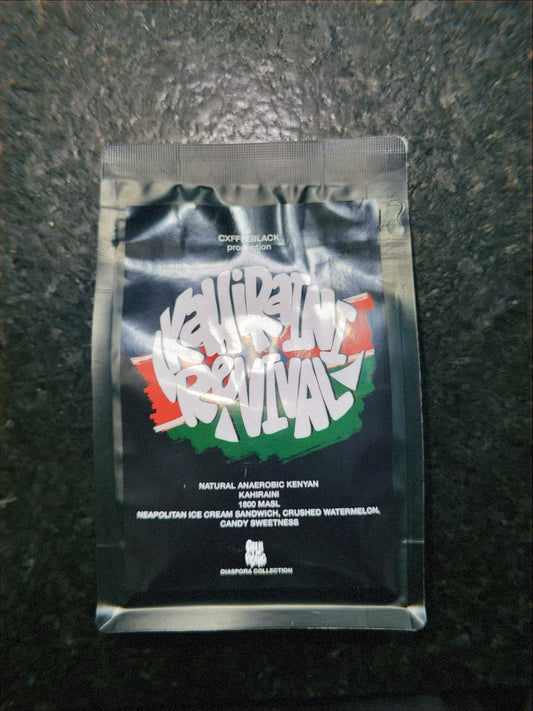 CXFFEEBLACK
production
KAHIRAINI
REVIVAL
NATURAL ANAEROBIC KENYAN
KAHIRAINI
1800 MASL
NEAPOLITAN ICE CREAM SANDWICH, CRUSHED WATERMELON,
CANDY SWEETNESS
DIASPORA COLLECTION